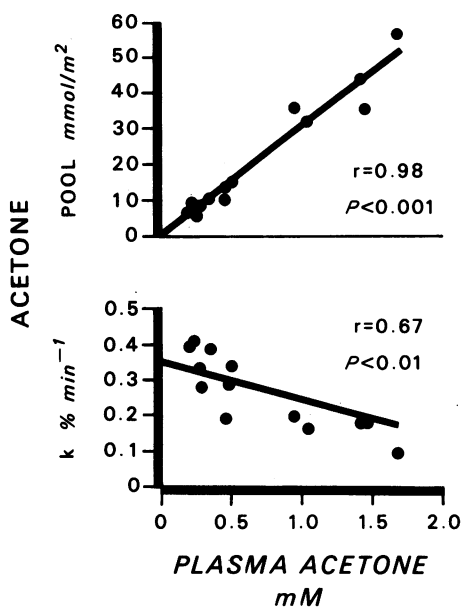 ACETONE
POOL mmol/m²
60
50
40
30
20
10
0
r=0.98
P<0.001
k % min⁻¹
0.5
0.4
0.3
0.2
0.1
0
r=0.67
P<0.01
0 0.5 1.0 1.5 2.0
PLASMA ACETONE
mM